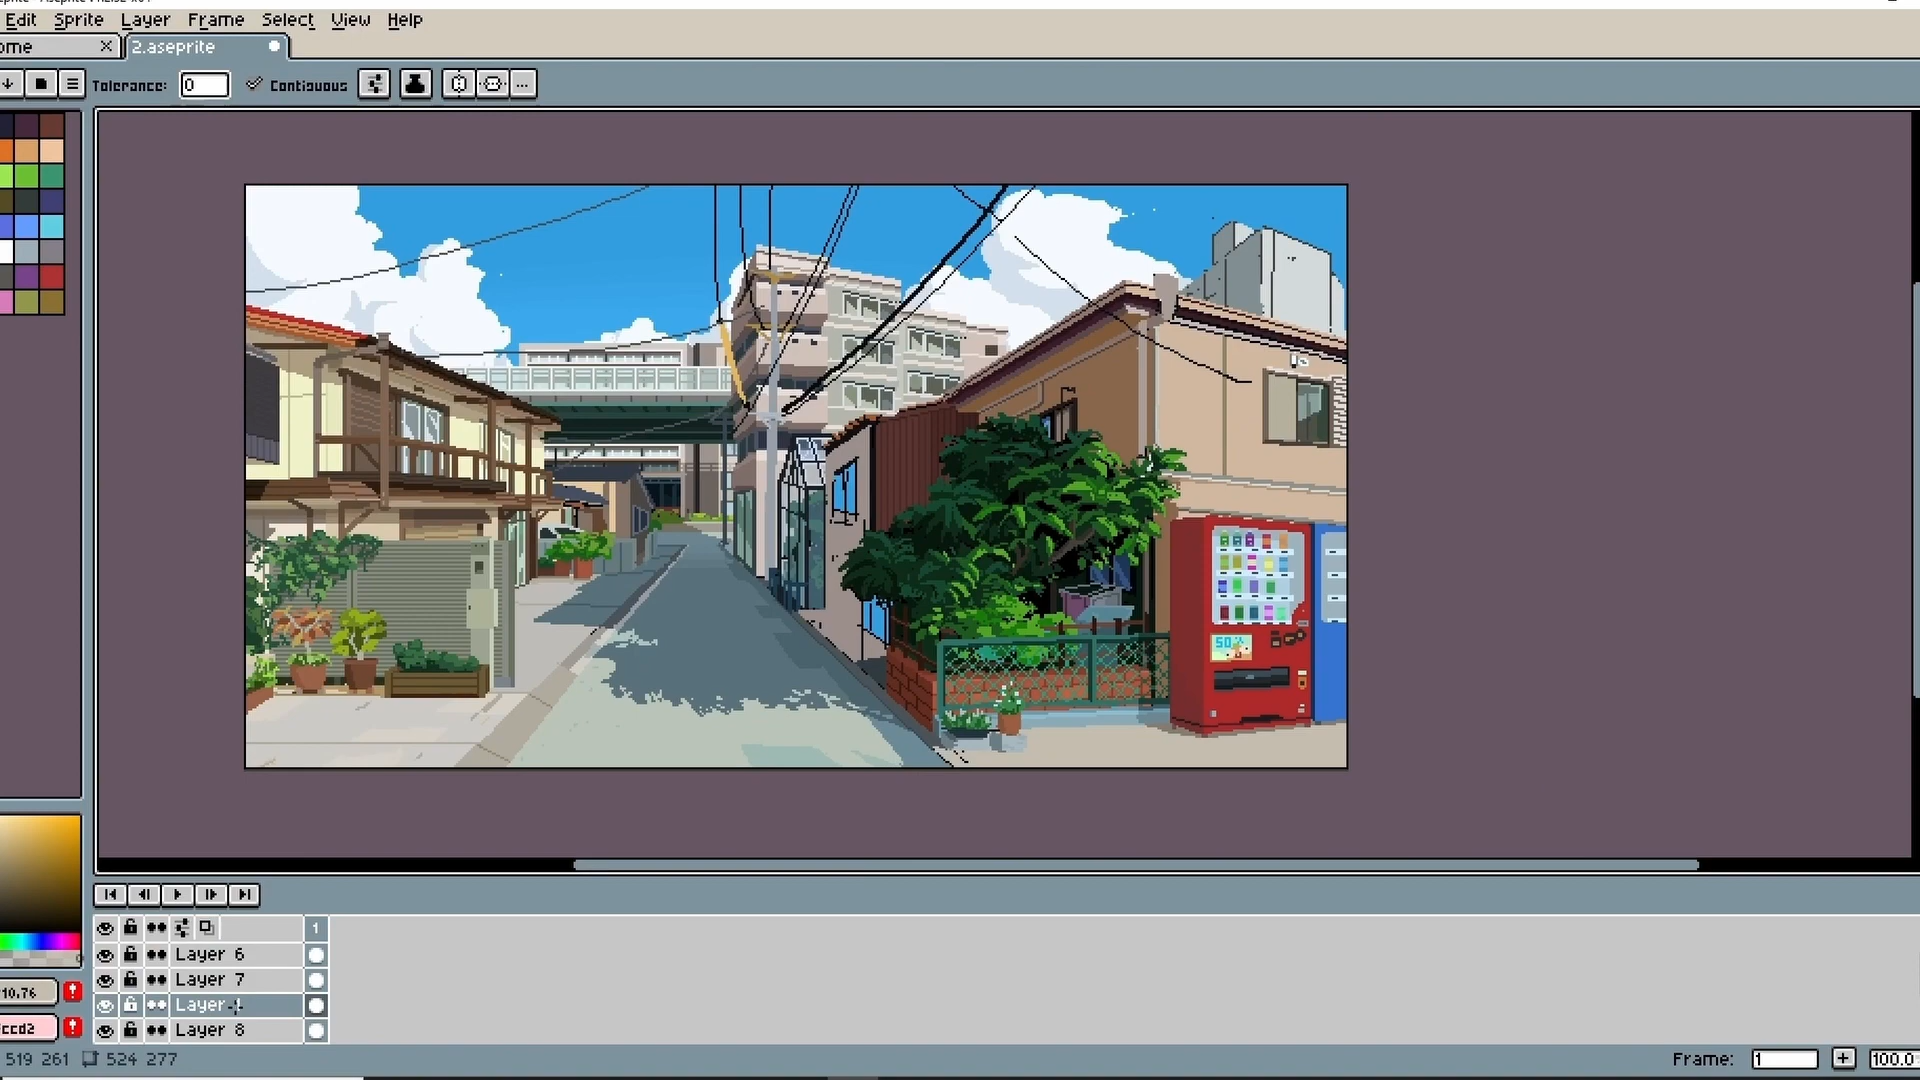 Edit Sprite Layer Frame Select View Help
ome 2.aseprite
Tolerance: 0 Contiguous ...
50%
1
Layer 6
Layer 7
Layer
Layer 8
10.76
ccd2
519 261 524 277
Frame: 1 + 100.0